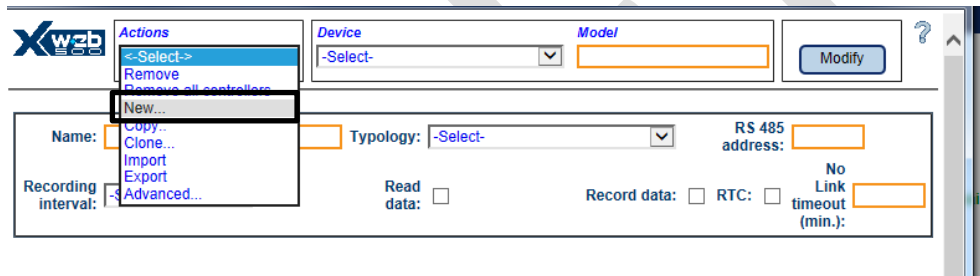 Xweb
500
Actions
Device
Model
<-Select->
-Select-
Modify
?
Remove
Remove all controllers
New...
Copy..
Clone...
Import
Export
Advanced...
Name:
Typology:
-Select-
RS 485
address:
Recording
interval:
Read
data:
Record data:
RTC:
No
Link
timeout
(min.):